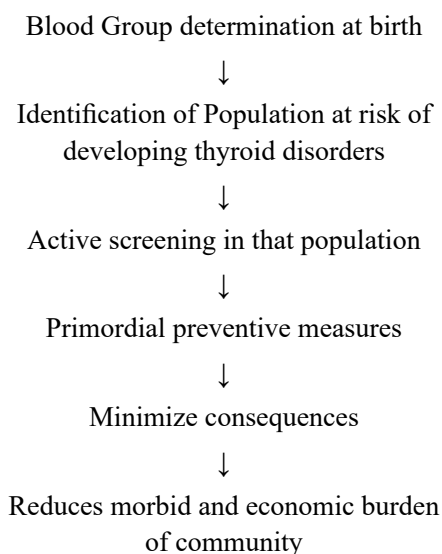 Blood Group determination at birth
↓
Identification of Population at risk of
developing thyroid disorders
↓
Active screening in that population
↓
Primordial preventive measures
↓
Minimize consequences
↓
Reduces morbid and economic burden
of community